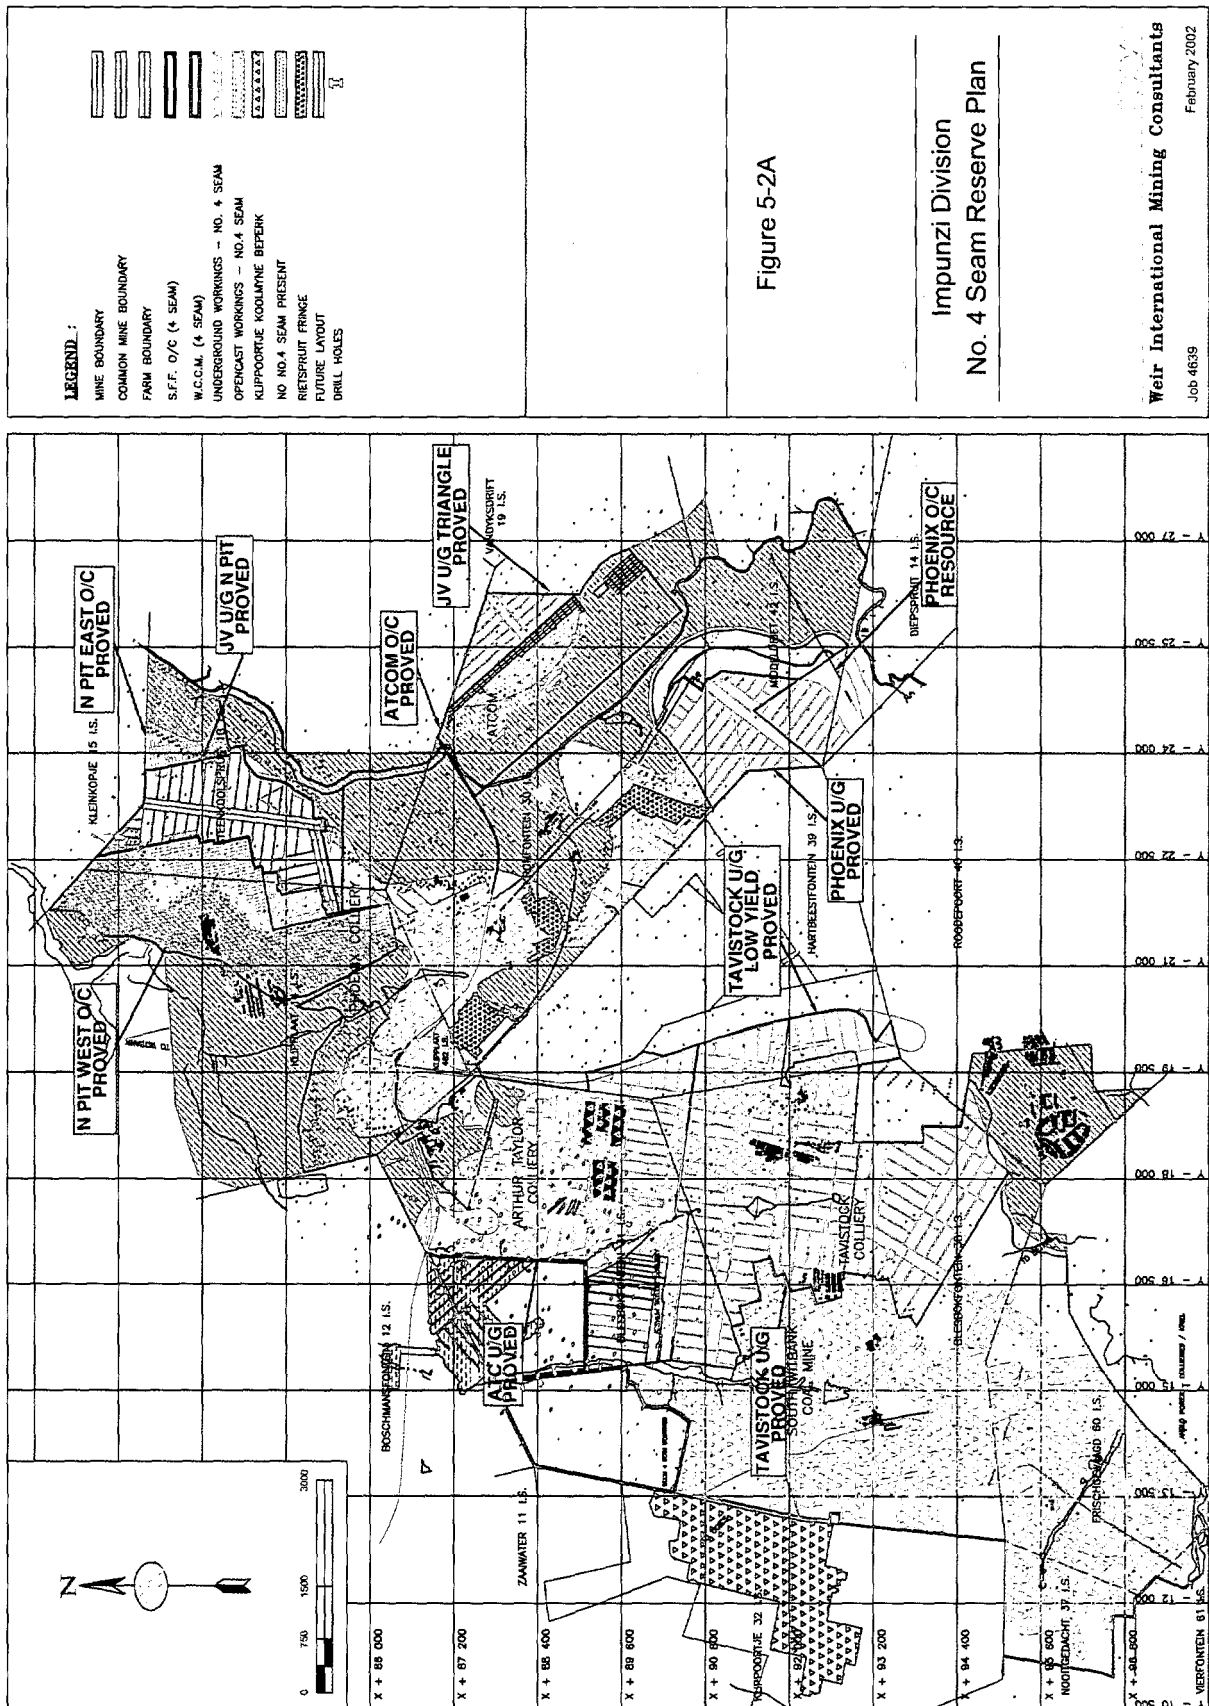 LEGEND :
MINE BOUNDARY
COMMON MINE BOUNDARY
FARM BOUNDARY
S.F.F. O/C (4 SEAM)
W.C.C.M. (4 SEAM)
UNDERGROUND WORKINGS - NO. 4 SEAM
OPENCAST WORKINGS - NO.4 SEAM
KLIPPOORTJE KOOLMYNE BEPERK
NO NO.4 SEAM PRESENT
RIETSPRUIT FRINGE
FUTURE LAYOUT
DRILL HOLES
Figure 5-2A
Impunzi Division
No. 4 Seam Reserve Plan
Weir International Mining Consultants
Job 4639
February 2002
N
0
750
1500
3000
N PIT EAST O/C
PROVED
JV U/G N PIT
PROVED
ATCOM O/C
PROVED
JV U/G TRIANGLE
PROVED
PHOENIX O/C
RESOURCE
N PIT WEST O/C
PROVED
TAVISTOCK U/G
LOW YIELD
PROVED
PHOENIX U/G
PROVED
ATC U/G
PROVED
TAVISTOCK U/G
PROVED
KLEINKOPJE 15 I.S.
VANDYKSDRIFT
19 I.S.
ATCOM
DIEPSPRUIT 14 I.S.
PHOENIX COLLIERY
HARTBEESTFONTEIN 39 I.S.
ROODEPOORT 40 I.S.
ARTHUR TAYLOR
COLLIERY
TAVISTOCK
COLLIERY
BLESBOKFONTEIN 38 I.S.
BOSCHMANSFONTEIN 12 I.S.
SOUTH WITBANK
COAL MINE
ZAAIWATER 11 I.S.
FRISCHGEWAAGD 60 I.S.
NOOITGEDACHT 37 I.S.
VIERFONTEIN 61 I.S.
X + 86 000
X + 87 200
X + 88 400
X + 89 600
X + 90 800
X + 93 200
X + 94 400
X + 95 600
X + 96 800
Y - 27 000
Y - 25 500
Y - 24 000
Y - 22 500
Y - 21 000
Y - 19 500
Y - 18 000
Y - 16 500
Y - 15 000
Y - 13 500
Y - 12 000